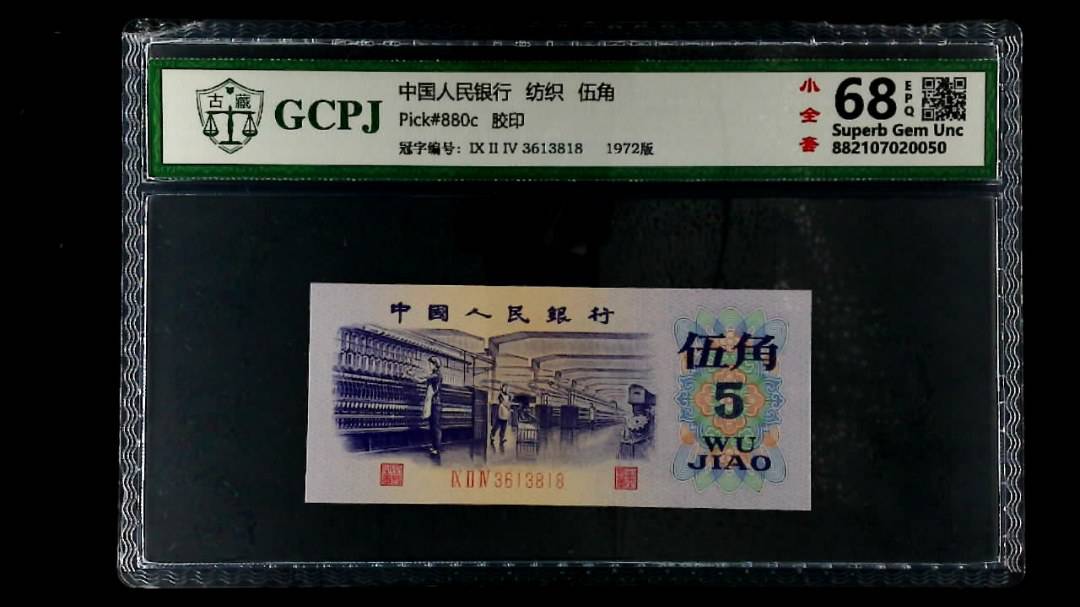 古藏
GCPJ
中国人民银行 纺织 伍角
Pick#880c 胶印
冠字编号: IX II IV 3613818 1972版
小全套
68
EPQ
Superb Gem Unc
882107020050
中國人民銀行
伍角
5
WU
JIAO
IX II IV 3613818